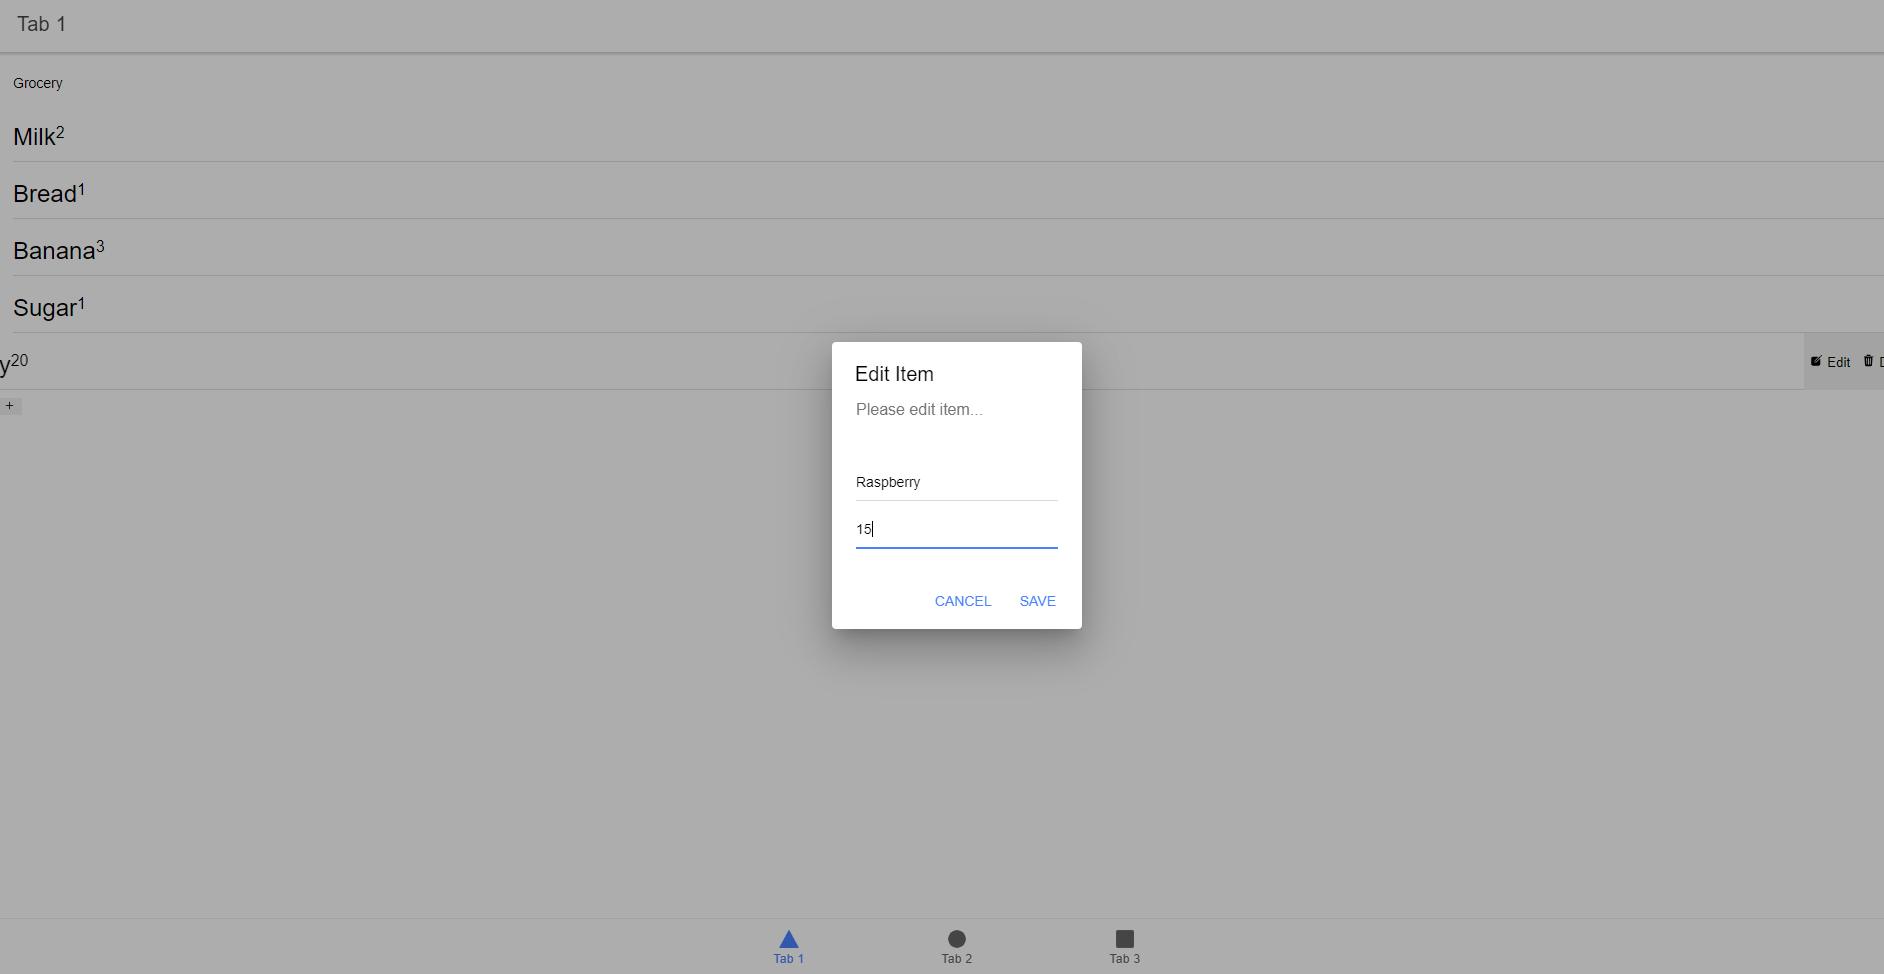 Tab 1
Grocery
Milk2
Bread1
Banana3
Sugar1
y20
Edit
+
Edit Item
Please edit item...
Raspberry
15
CANCEL SAVE
Tab 1 Tab 2 Tab 3